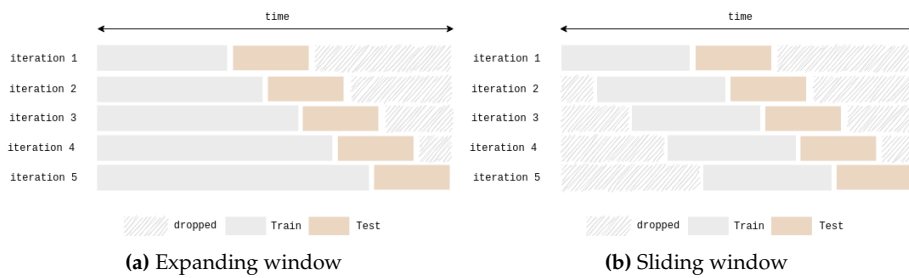 time
iteration 1
iteration 2
iteration 3
iteration 4
iteration 5
dropped Train Test
(a) Expanding window
time
iteration 1
iteration 2
iteration 3
iteration 4
iteration 5
dropped Train Test
(b) Sliding window